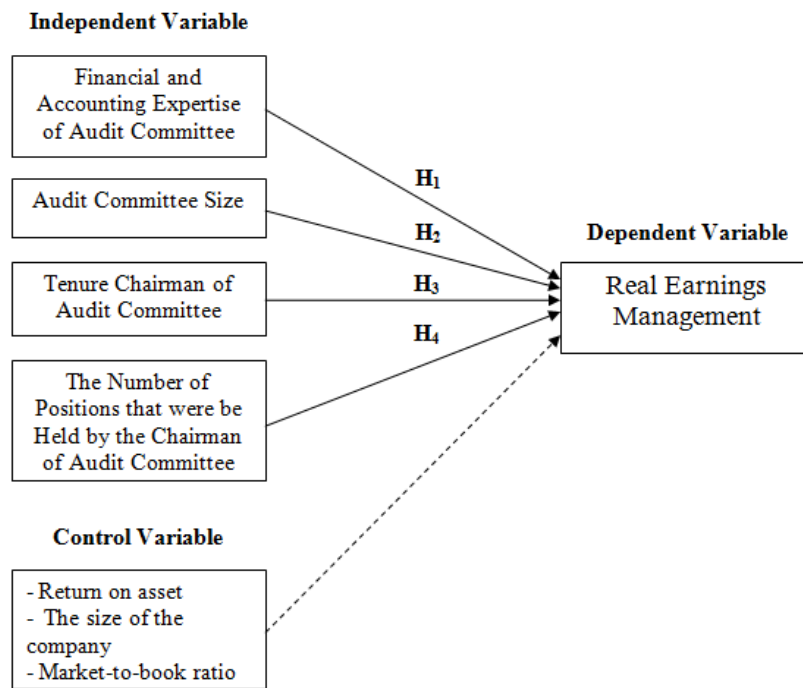 Independent Variable
Financial and
Accounting Expertise
of Audit Committee
H1
Audit Committee Size
H2
Dependent Variable
Tenure Chairman of
Audit Committee
H3
Real Earnings
Management
H4
The Number of
Positions that were be
Held by the Chairman
of Audit Committee
Control Variable
- Return on asset
- The size of the
company
- Market-to-book ratio